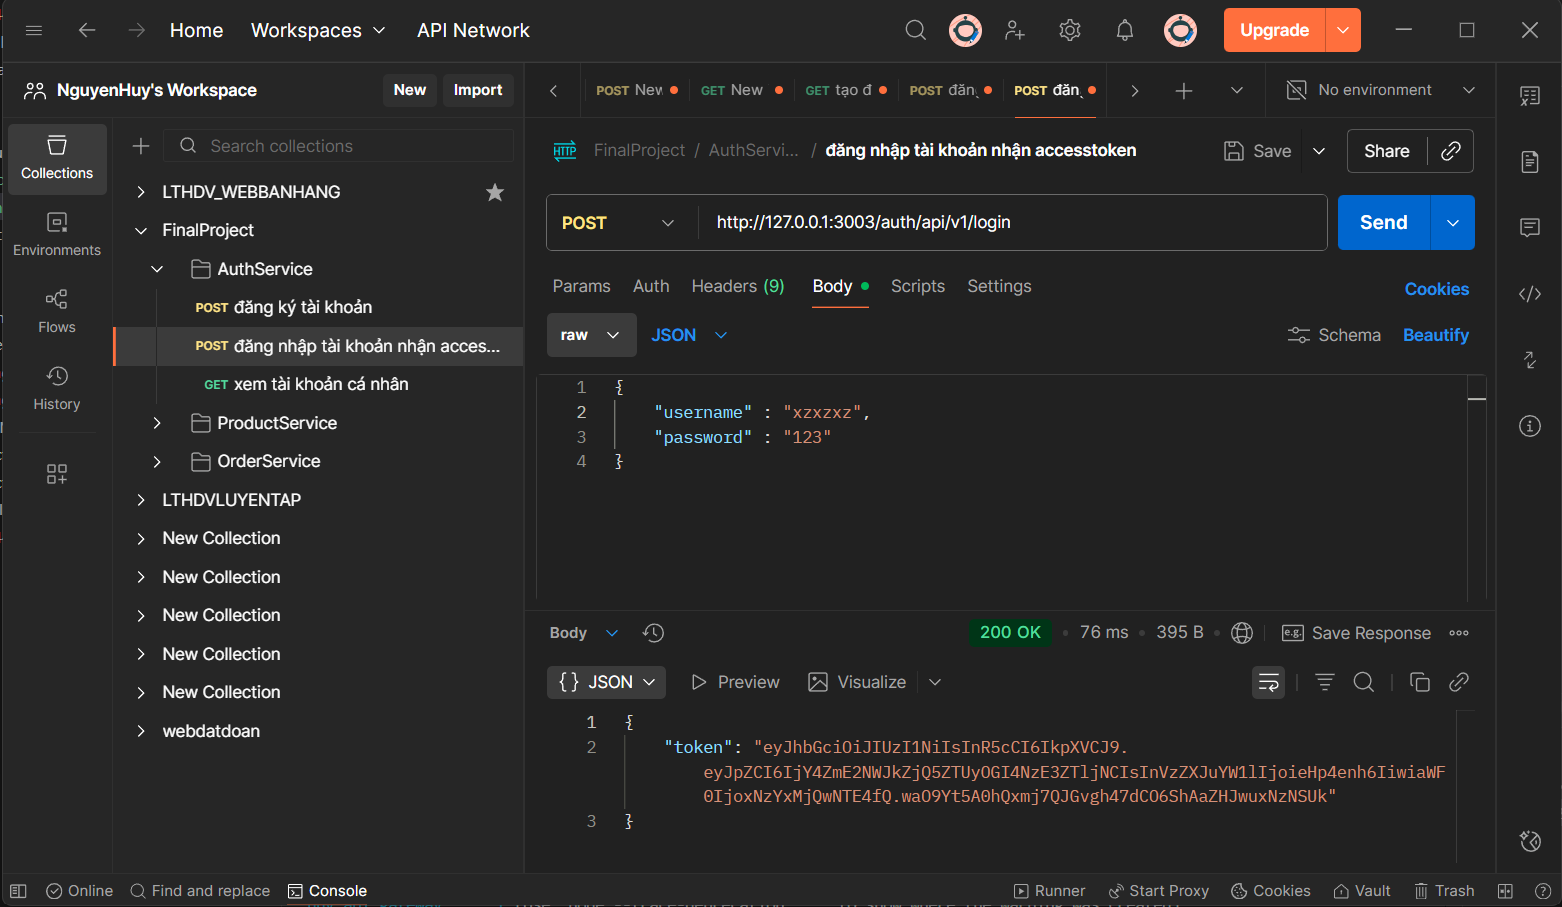 Home Workspaces API Network Upgrade
NguyenHuy's Workspace New Import
POST New GET New GET tạo đ POST đăn POST đăn No environment
Collections
Environments
Flows
History
Search collections
LTHDV_WEBBANHANG
FinalProject
AuthService
POST đăng ký tài khoản
POST đăng nhập tài khoản nhận acces...
GET xem tài khoản cá nhân
ProductService
OrderService
LTHDVLUYENTAP
New Collection
New Collection
New Collection
New Collection
New Collection
webdatdoan
HTTP FinalProject / AuthServi... / đăng nhập tài khoản nhận accesstoken Save Share
POST http://127.0.0.1:3003/auth/api/v1/login Send
Params Auth Headers (9) Body Scripts Settings Cookies
raw JSON Schema Beautify
1 {
2 "username" : "xzxzxz",
3 "password" : "123"
4 }
Body 200 OK • 76 ms • 395 B • e.g. Save Response
{} JSON Preview Visualize
1 {
2 "token": "eyJhbGciOiJIUzI1NiIsInR5cCI6IkpXVCJ9.
eyJpZCI6IjY4ZmE2NWJkZjQ5ZTUyOGI4NzE3ZTljNCIsInVzZXJuYW1lIjoieHp4enh6IiwiaWF
0IjoxNzYxMjQwNTE4fQ.waO9Yt5A0hQxmj7QJGvgh47dCO6ShAaZHJwuxNzNSUk"
3 }
Online Find and replace Console Runner Start Proxy Cookies Vault Trash